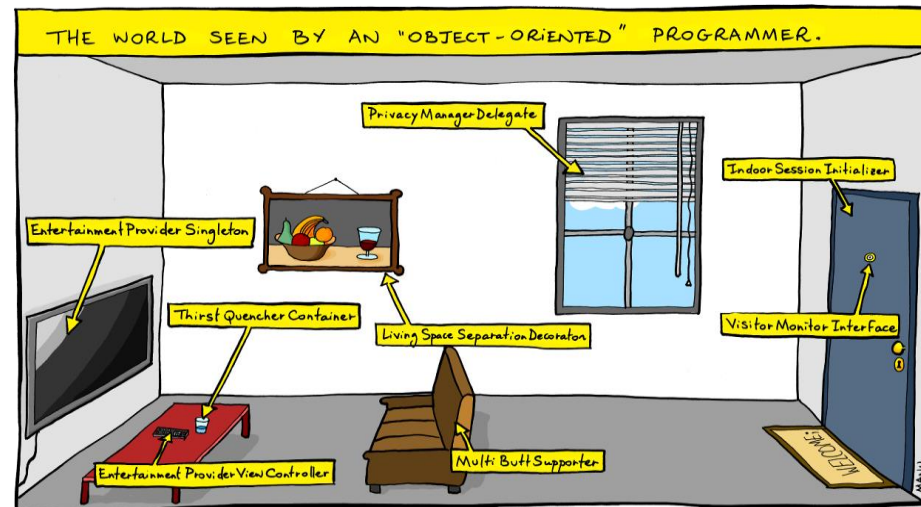 THE WORLD SEEN BY AN "OBJECT-ORIENTED" PROGRAMMER.
Privacy Manager Delegate
Indoor Session Initializer
Entertainment Provider Singleton
Thirst Quencher Container
Living Space Separation Decorator
Visitor Monitor Interface
Entertainment Provider View Controller
Multi Butt Supporter
WELCOME!